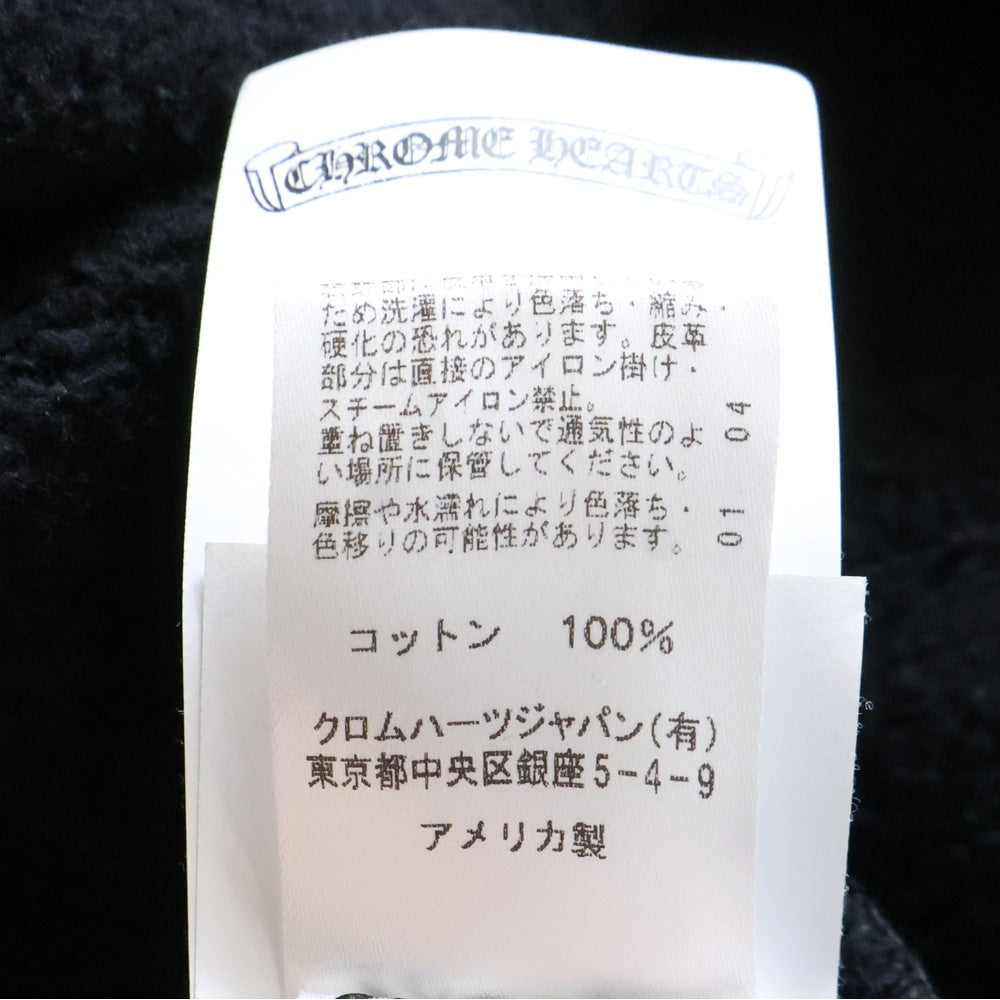 CHROME HEARTS
ため洗濯により色落ち・縮み・
硬化の恐れがあります。皮革
部分は直接のアイロン掛け・
スチームアイロン禁止。
重ね置きしないで通気性のよ
い場所に保管してください。
摩擦や水濡れにより色落ち・
色移りの可能性があります。
01 04
コットン 100%
クロムハーツジャパン(有)
東京都中央区銀座5-4-9
アメリカ製